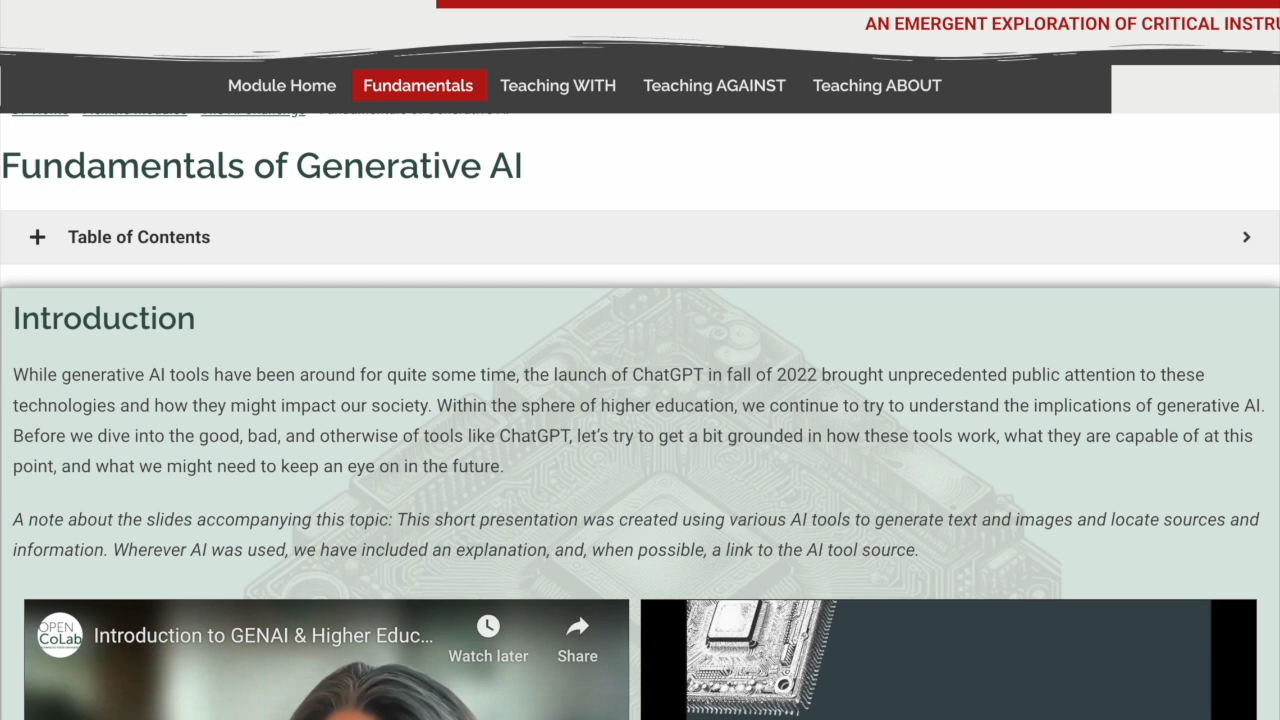 AN EMERGENT EXPLORATION OF CRITICAL
Module Home Fundamentals Teaching WITH Teaching AGAINST Teaching ABOUT
Fundamentals of Generative AI
Table of Contents
Introduction
While generative AI tools have been around for quite some time, the launch of ChatGPT in fall of 2022 brought unprecedented public attention to these
technologies and how they might impact our society. Within the sphere of higher education, we continue to try to understand the implications of generative AI.
Before we dive into the good, bad, and otherwise of tools like ChatGPT, let’s try to get a bit grounded in how these tools work, what they are capable of at this
point, and what we might need to keep an eye on in the future.
A note about the slides accompanying this topic: This short presentation was created using various AI tools to generate text and images and locate sources and
information. Wherever AI was used, we have included an explanation, and, when possible, a link to the AI tool source.
OPEN
CoLab
Introduction to GENAI & Higher Educ…
Watch later
Share